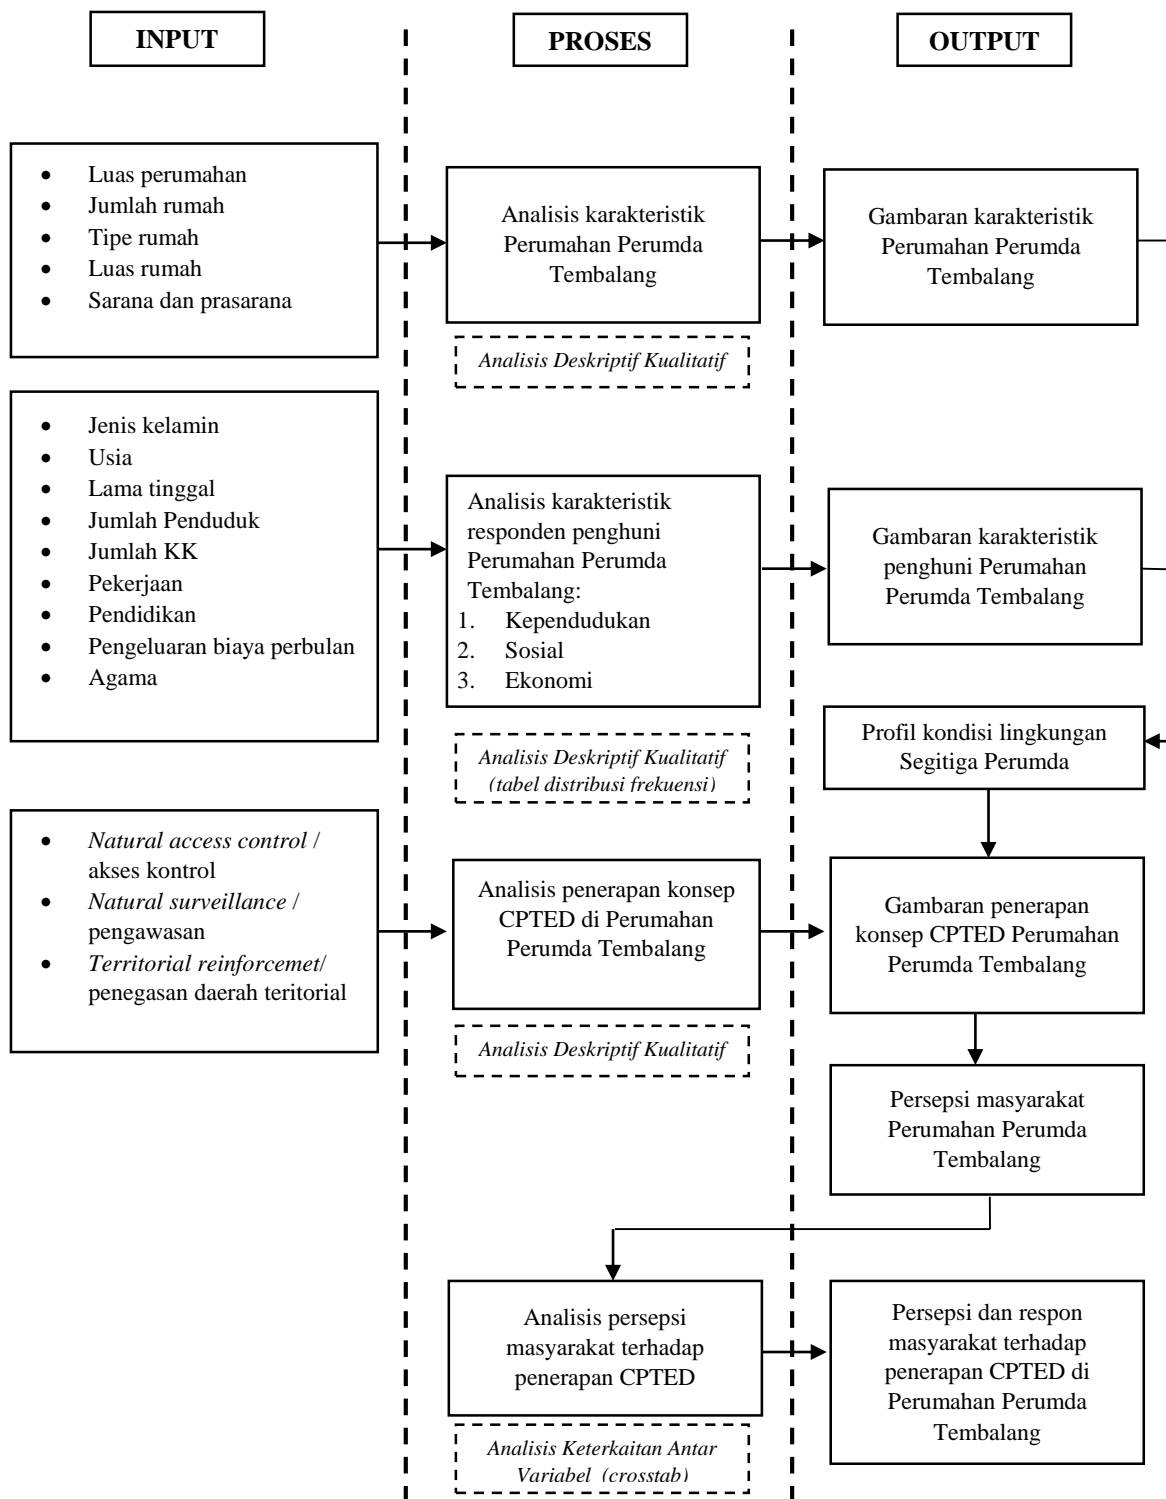 INPUT
PROSES
OUTPUT
• Luas perumahan
• Jumlah rumah
• Tipe rumah
• Luas rumah
• Sarana dan prasarana
Analisis karakteristik
Perumahan Perumda
Tembalang
Analisis Deskriptif Kualitatif
Gambaran karakteristik
Perumahan Perumda
Tembalang
• Jenis kelamin
• Usia
• Lama tinggal
• Jumlah Penduduk
• Jumlah KK
• Pekerjaan
• Pendidikan
• Pengeluaran biaya perbulan
• Agama
Analisis karakteristik
responden penghuni
Perumahan Perumda
Tembalang:
1. Kependudukan
2. Sosial
3. Ekonomi
Analisis Deskriptif Kualitatif
(tabel distribusi frekuensi)
Gambaran karakteristik
penghuni Perumahan
Perumda Tembalang
Profil kondisi lingkungan
Segitiga Perumda
• Natural access control /
akses kontrol
• Natural surveillance /
pengawasan
• Territorial reinforcemet/
penegasan daerah teritorial
Analisis penerapan konsep
CPTED di Perumahan
Perumda Tembalang
Analisis Deskriptif Kualitatif
Gambaran penerapan
konsep CPTED Perumahan
Perumda Tembalang
Persepsi masyarakat
Perumahan Perumda
Tembalang
Analisis persepsi
masyarakat terhadap
penerapan CPTED
Analisis Keterkaitan Antar
Variabel (crosstab)
Persepsi dan respon
masyarakat terhadap
penerapan CPTED di
Perumahan Perumda
Tembalang